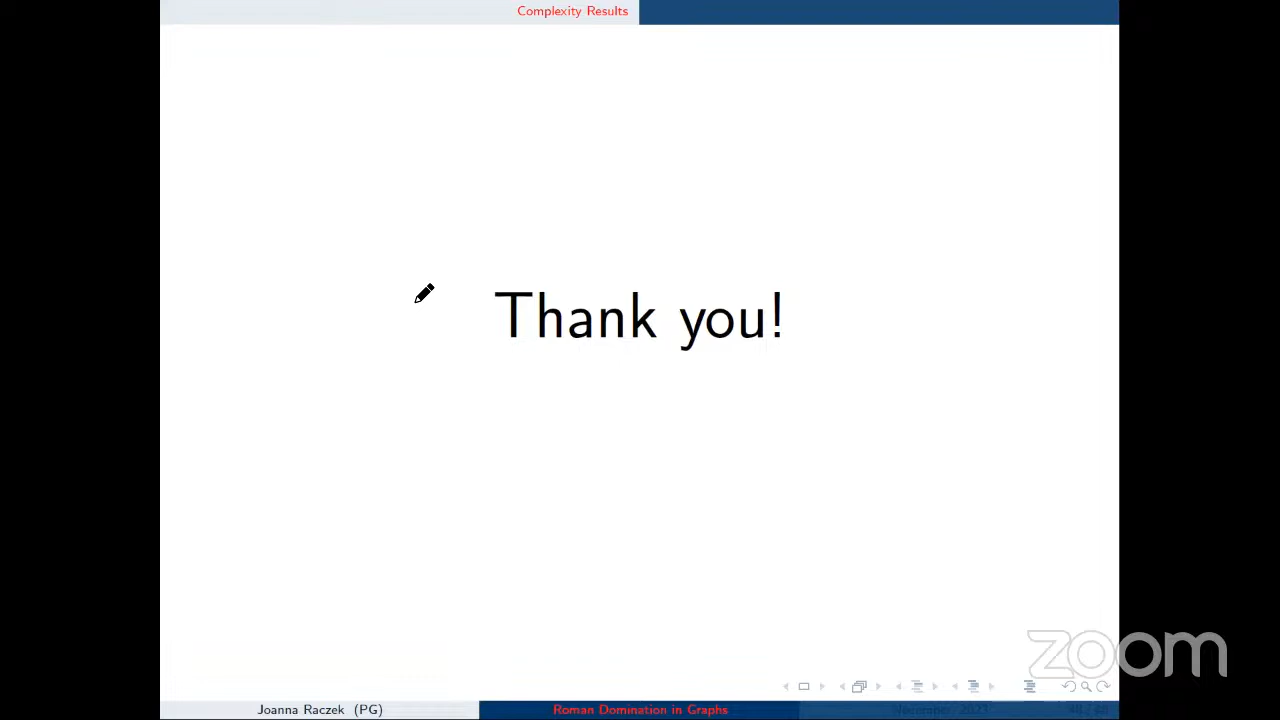 Complexity Results
Thank you!
zoom
Joanna Raczek (PG)
Roman Domination in Graphs